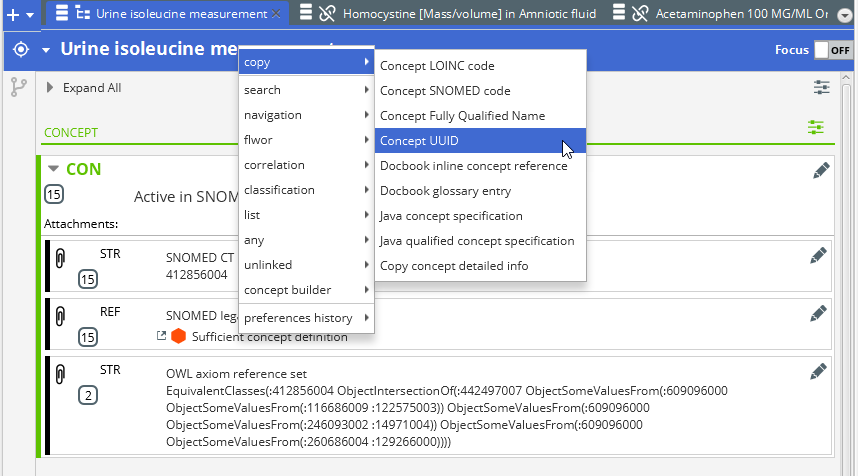 Urine isoleucine measurement
Homocystine [Mass/volume] in Amniotic fluid
Acetaminophen 100 MG/ML Or
Urine isoleucine me
Focus
OFF
Expand All
CONCEPT
CON
15
Active in SNOM
Attachments:
STR
15
SNOMED CT
412856004
REF
15
SNOMED leg
Sufficient concept definition
STR
2
OWL axiom reference set
EquivalentClasses(:412856004 ObjectIntersectionOf(:442497007 ObjectSomeValuesFrom(:609096000
ObjectSomeValuesFrom(:116686009 :122575003)) ObjectSomeValuesFrom(:609096000
ObjectSomeValuesFrom(:246093002 :14971004)) ObjectSomeValuesFrom(:609096000
ObjectSomeValuesFrom(:260686004 :129266000))))
copy
search
navigation
flwor
correlation
classification
list
any
unlinked
concept builder
preferences history
Concept LOINC code
Concept SNOMED code
Concept Fully Qualified Name
Concept UUID
Docbook inline concept reference
Docbook glossary entry
Java concept specification
Java qualified concept specification
Copy concept detailed info